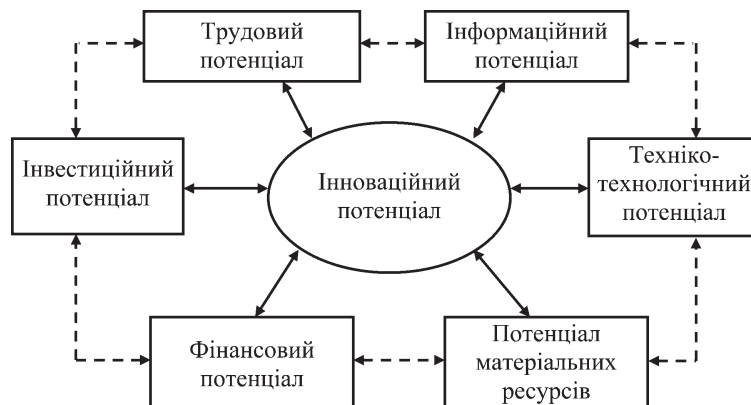 Трудовий
потенціал
Інформаційний
потенціал
Інвестиційний
потенціал
Інноваційний
потенціал
Техніко-
технологічний
потенціал
Фінансовий
потенціал
Потенціал
матеріальних
ресурсів